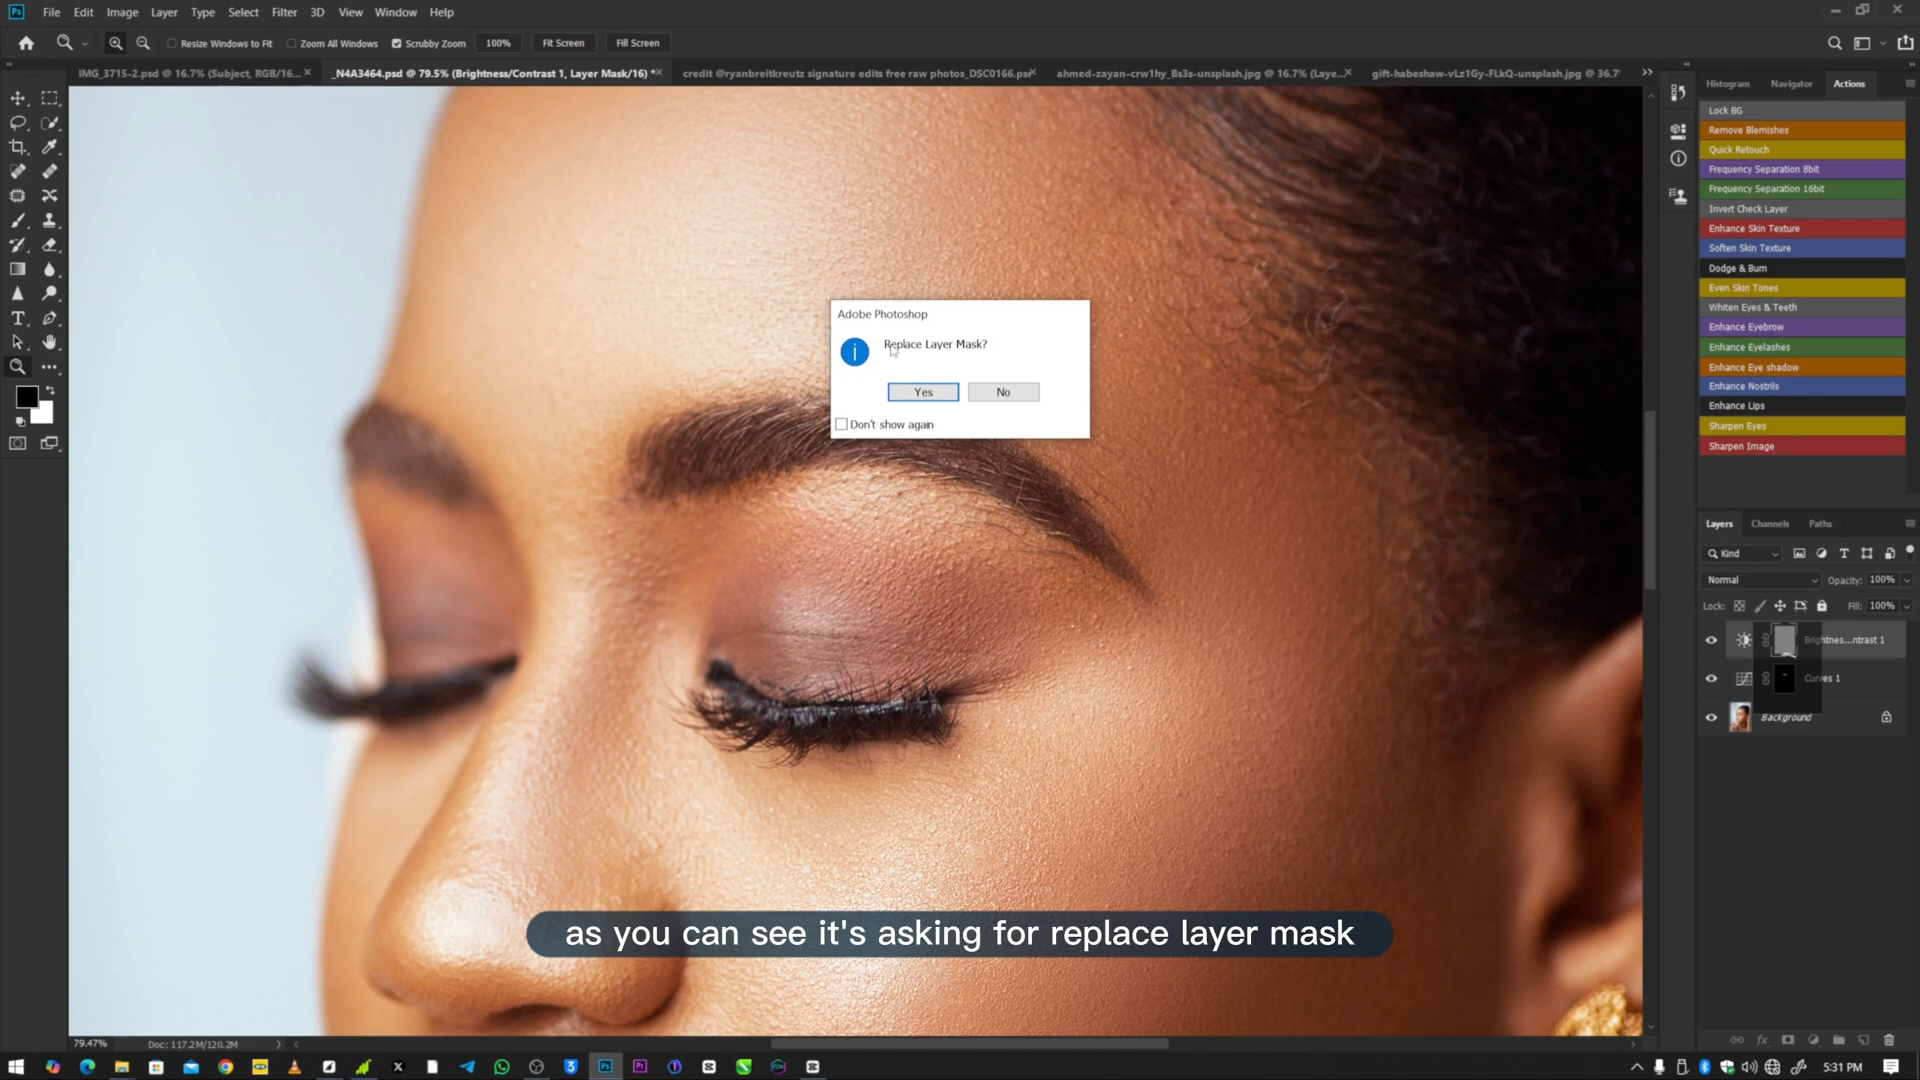 Ps File Edit Image Layer Type Select Filter 3D View Window Help
Resize Windows to Fit Zoom All Windows Scrubby Zoom 100% Fit Screen Fill Screen
IMG_3715-2.psd @ 16.7% (Subject, RGB/16...
_N4A3464.psd @ 79.5% (Brightness/Contrast 1, Layer Mask/16) *
credit @ryanbreitkreutz signature edits free raw photos_DSC0166.psd
ahmed-zayan-crw1hy_Bs3s-unsplash.jpg @ 16.7% (Laye...
gift-habeshaw-vLz1Gy-FLkQ-unsplash.jpg @ 36.7
Histogram Navigator Actions
Lock BG
Remove Blemishes
Quick Retouch
Frequency Separation 8bit
Frequency Separation 16bit
Invert Check Layer
Enhance Skin Texture
Soften Skin Texture
Dodge & Burn
Even Skin Tones
Whiten Eyes & Teeth
Enhance Eyebrow
Enhance Eyelashes
Enhance Eye shadow
Enhance Nostrils
Enhance Lips
Sharpen Eyes
Sharpen Image
Adobe Photoshop
Replace Layer Mask?
Yes No
Don't show again
Layers Channels Paths
Kind
Normal Opacity: 100%
Lock: Fill: 100%
Brightnes...ntrast 1
Curves 1
Background
as you can see it's asking for replace layer mask
79.47% Doc: 117.2M/120.2M
5:31 PM